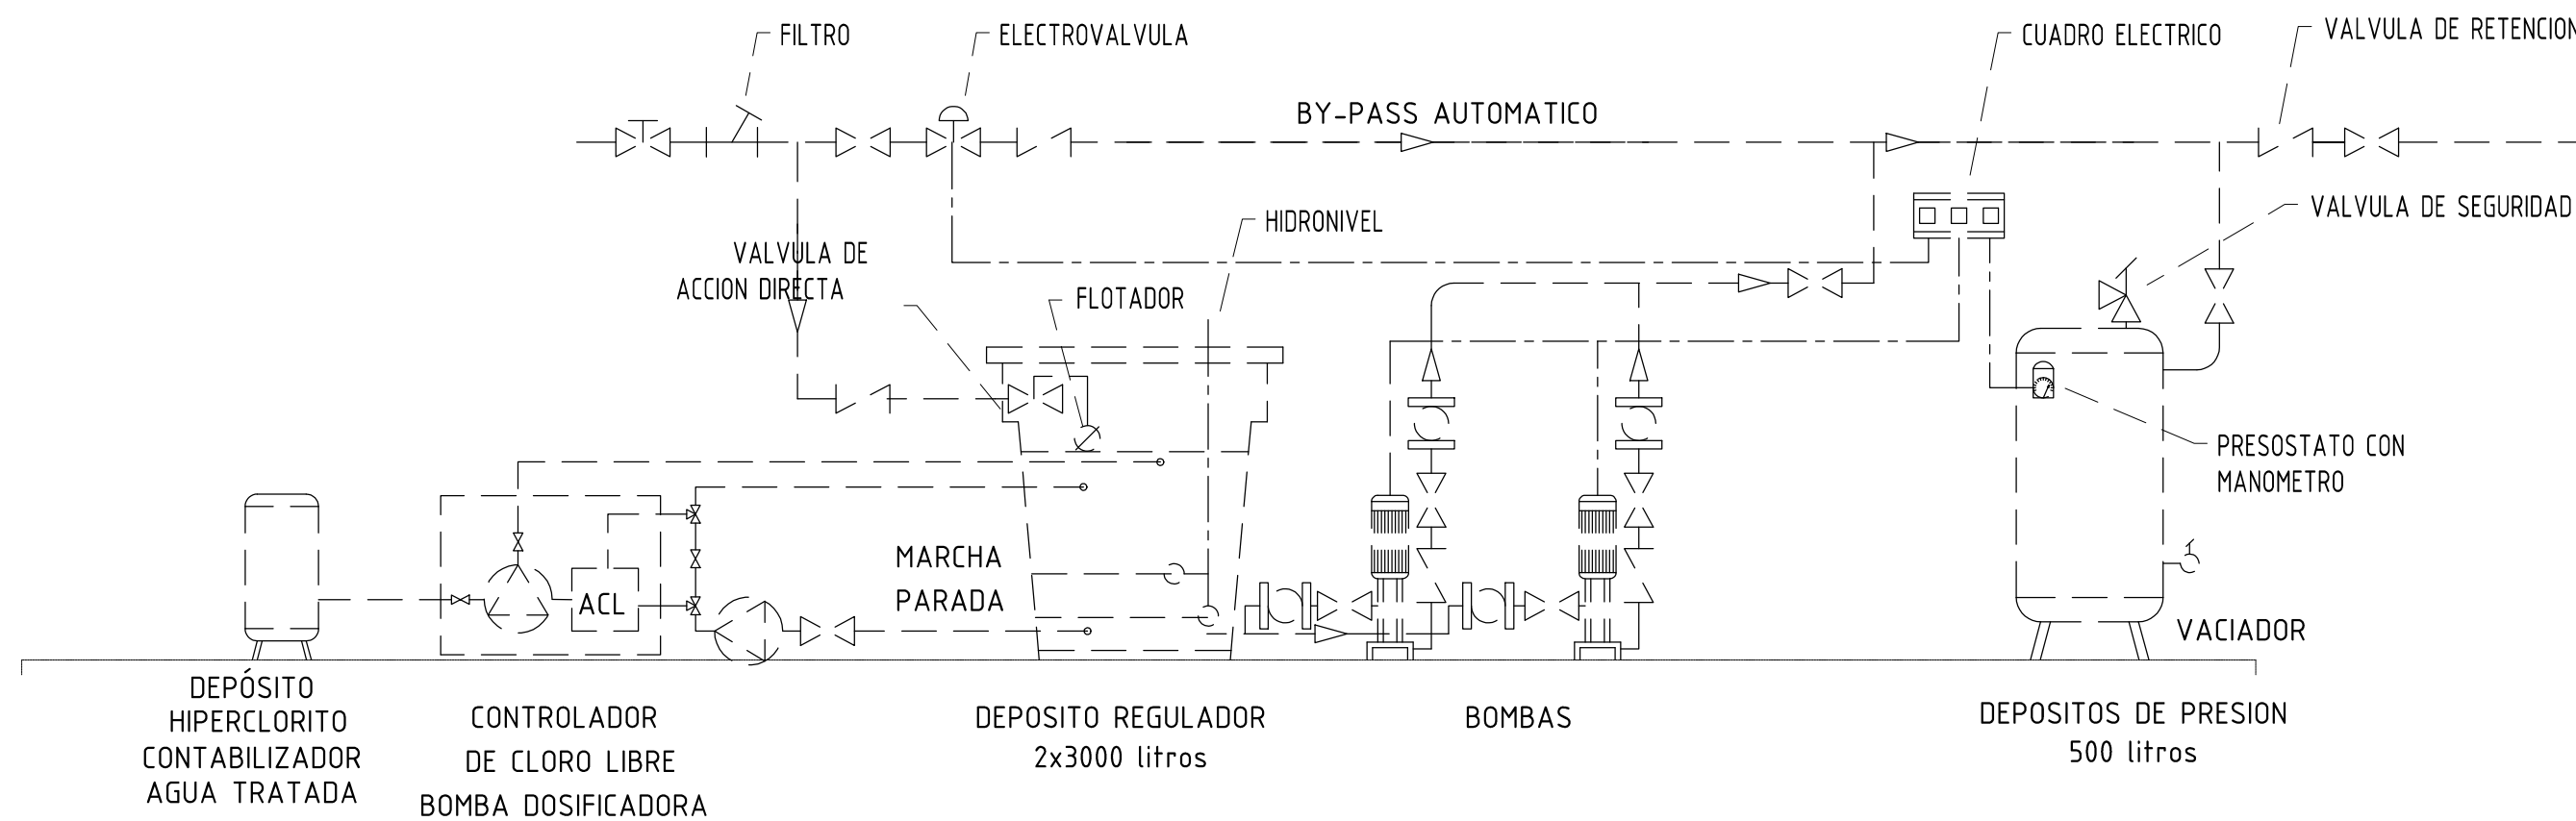 FILTRO
ELECTROVALVULA
CUADRO ELECTRICO
VALVULA DE RETENCION
BY-PASS AUTOMATICO
VALVULA DE SEGURIDAD
HIDRONIVEL
VALVULA DE
ACCION DIRECTA
FLOTADOR
PRESOSTATO CON
MANOMETRO
MARCHA
PARADA
ACL
VACIADOR
DEPÓSITO
HIPERCLORITO
CONTABILIZADOR
AGUA TRATADA
CONTROLADOR
DE CLORO LIBRE
BOMBA DOSIFICADORA
DEPOSITO REGULADOR
2x3000 litros
BOMBAS
DEPOSITOS DE PRESION
500 litros